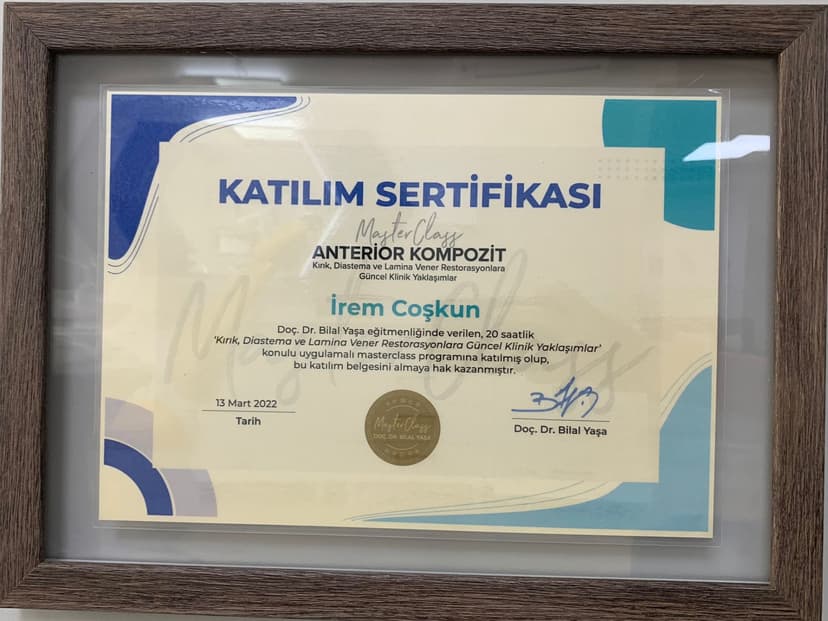 KATILIM SERTİFİKASI
MasterClass
ANTERİOR KOMPOZİT
Kırık, Diastema ve Lamina Vener Restorasyonlara
Güncel Klinik Yaklaşımlar
İrem Coşkun
Doç. Dr. Bilal Yaşa eğitmenliğinde verilen, 20 saatlik
'Kırık, Diastema ve Lamina Vener Restorasyonlara Güncel Klinik Yaklaşımlar'
konulu uygulamalı masterclass programına katılmış olup,
bu katılım belgesini almaya hak kazanmıştır.
13 Mart 2022
Tarih
MasterClass
DOÇ. DR. BİLAL YAŞA
Doç. Dr. Bilal Yaşa
MasterClass